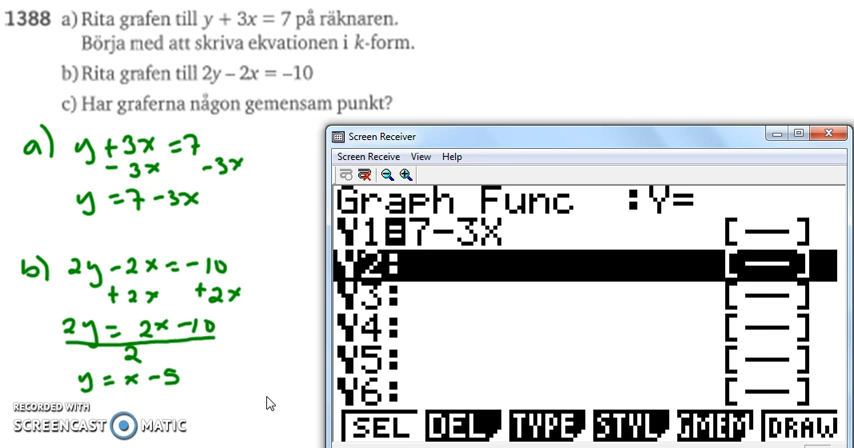 1388 a) Rita grafen till y + 3x = 7 på räknaren.
Börja med att skriva ekvationen i k-form.
b) Rita grafen till 2y – 2x = –10
c) Har graferna någon gemensam punkt?
a) y + 3x = 7
- 3x -3x
y = 7 - 3x
b) 2y - 2x = -10
+ 2x +2x
2y = 2x - 10
2
y = x - 5
Screen Receiver
Screen Receive View Help
Graph Func :Y=
Y1=7-3X [—]
Y2: [—]
Y3: [—]
Y4: [—]
Y5: [—]
Y6: [—]
SEL DEL TYPE STYL GMEM DRAW
RECORDED WITH
SCREENCAST MATIC